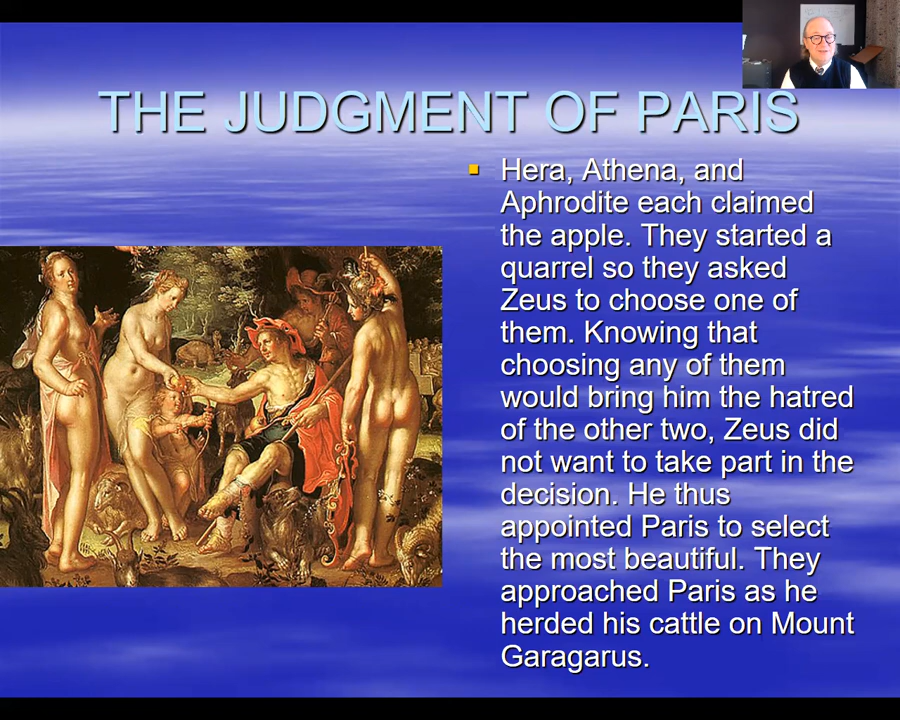 THE JUDGMENT OF PARIS
Hera, Athena, and
Aphrodite each claimed
the apple. They started a
quarrel so they asked
Zeus to choose one of
them. Knowing that
choosing any of them
would bring him the hatred
of the other two, Zeus did
not want to take part in the
decision. He thus
appointed Paris to select
the most beautiful. They
approached Paris as he
herded his cattle on Mount
Garagarus.